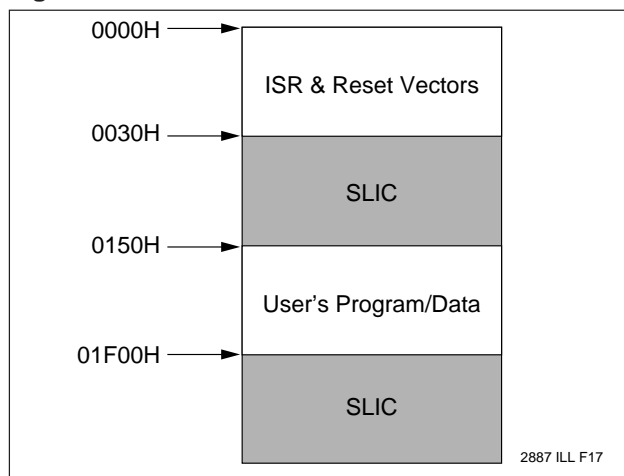 0000H
ISR & Reset Vectors
0030H
SLIC
0150H
User's Program/Data
01F00H
SLIC
2887 ILL F17